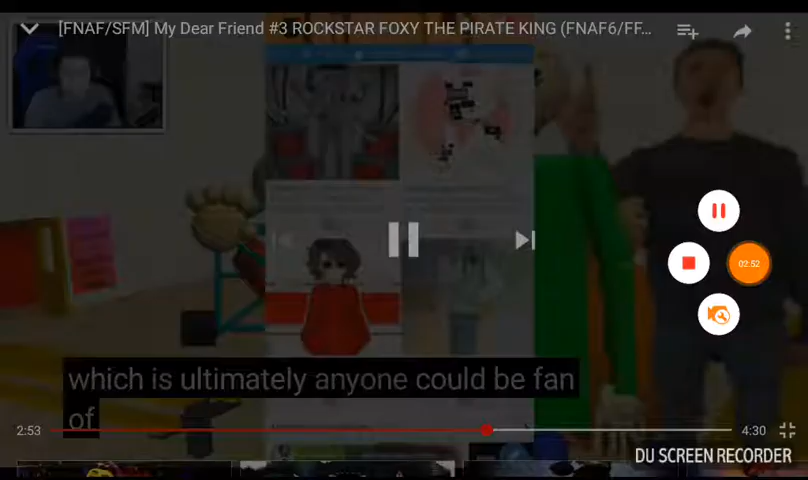 [FNAF/SFM] My Dear Friend #3 ROCKSTAR FOXY THE PIRATE KING (FNAF6/FF...
02:52
which is ultimately anyone could be fan
of
2:53
4:30
DU SCREEN RECORDER